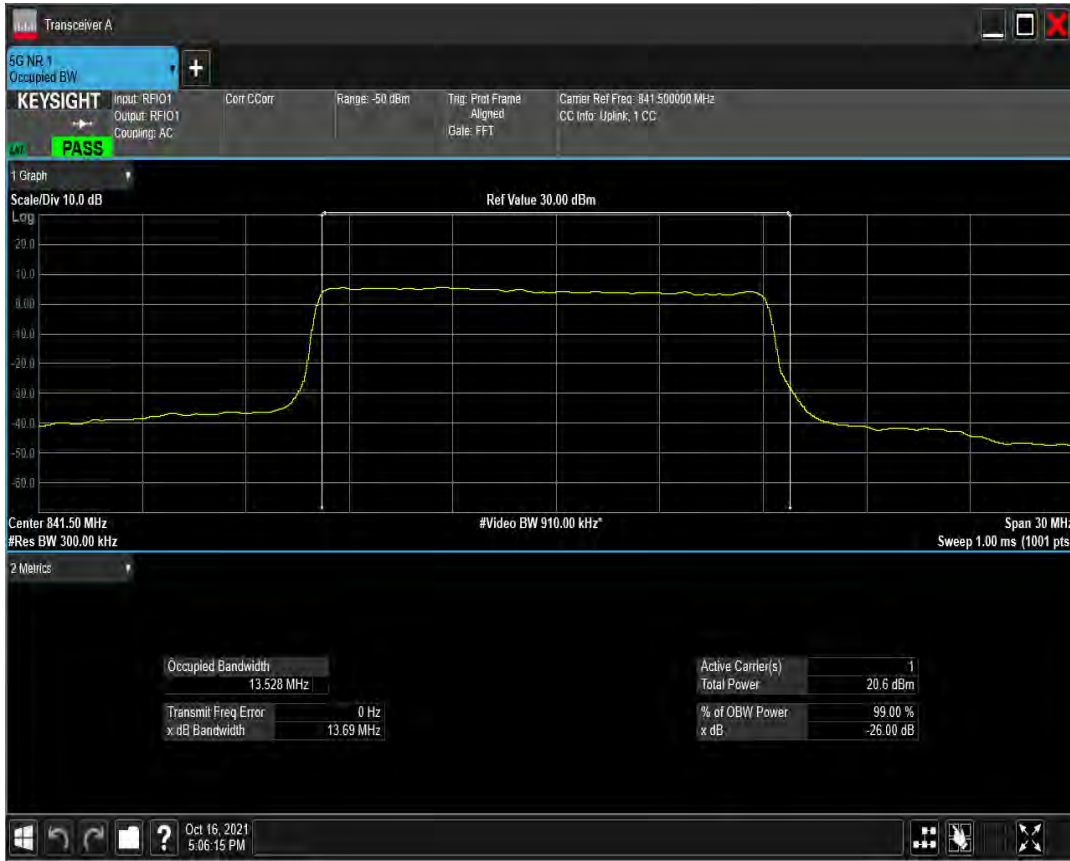 Transceiver A
5G NR 1
Occupied BW
+
KEYSIGHT
Input: RFIO1
Output: RFIO1
Coupling: AC
Corr CCorr
Range: -50 dBm
Trig: Prot Frame
Aligned
Gate: FFT
Carrier Ref Freq: 841.500000 MHz
CC Info: Uplink, 1 CC
PASS
1 Graph
Scale/Div 10.0 dB
Ref Value 30.00 dBm
Log
20.0
10.0
0.00
-10.0
-20.0
-30.0
-40.0
-50.0
-60.0
Center 841.50 MHz
#Video BW 910.00 kHz*
Span 30 MHz
#Res BW 300.00 kHz
Sweep 1.00 ms (1001 pts
2 Metrics
Occupied Bandwidth
13.528 MHz
Transmit Freq Error 0 Hz
x dB Bandwidth 13.69 MHz
Active Carrier(s) 1
Total Power 20.6 dBm
% of OBW Power 99.00 %
x dB -26.00 dB
?
Oct 16, 2021
5:06:15 PM